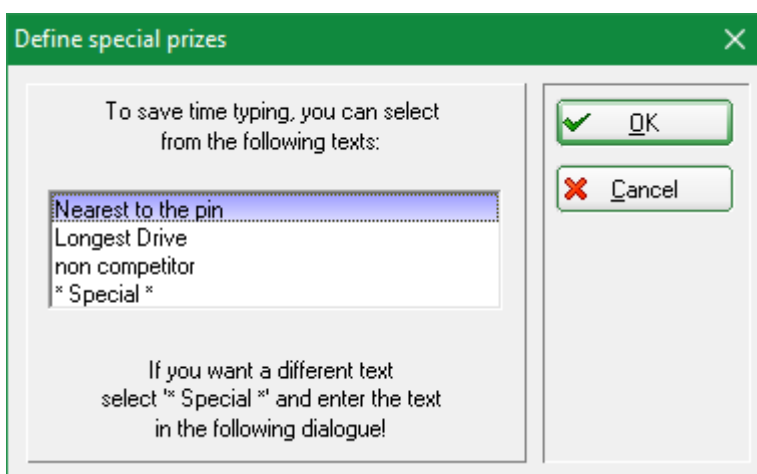 Define special prizes
To save time typing, you can select
from the following texts:
Nearest to the pin
Longest Drive
non competitor
* Special *
If you want a different text
select '* Special *' and enter the text
in the following dialogue!
OK
Cancel